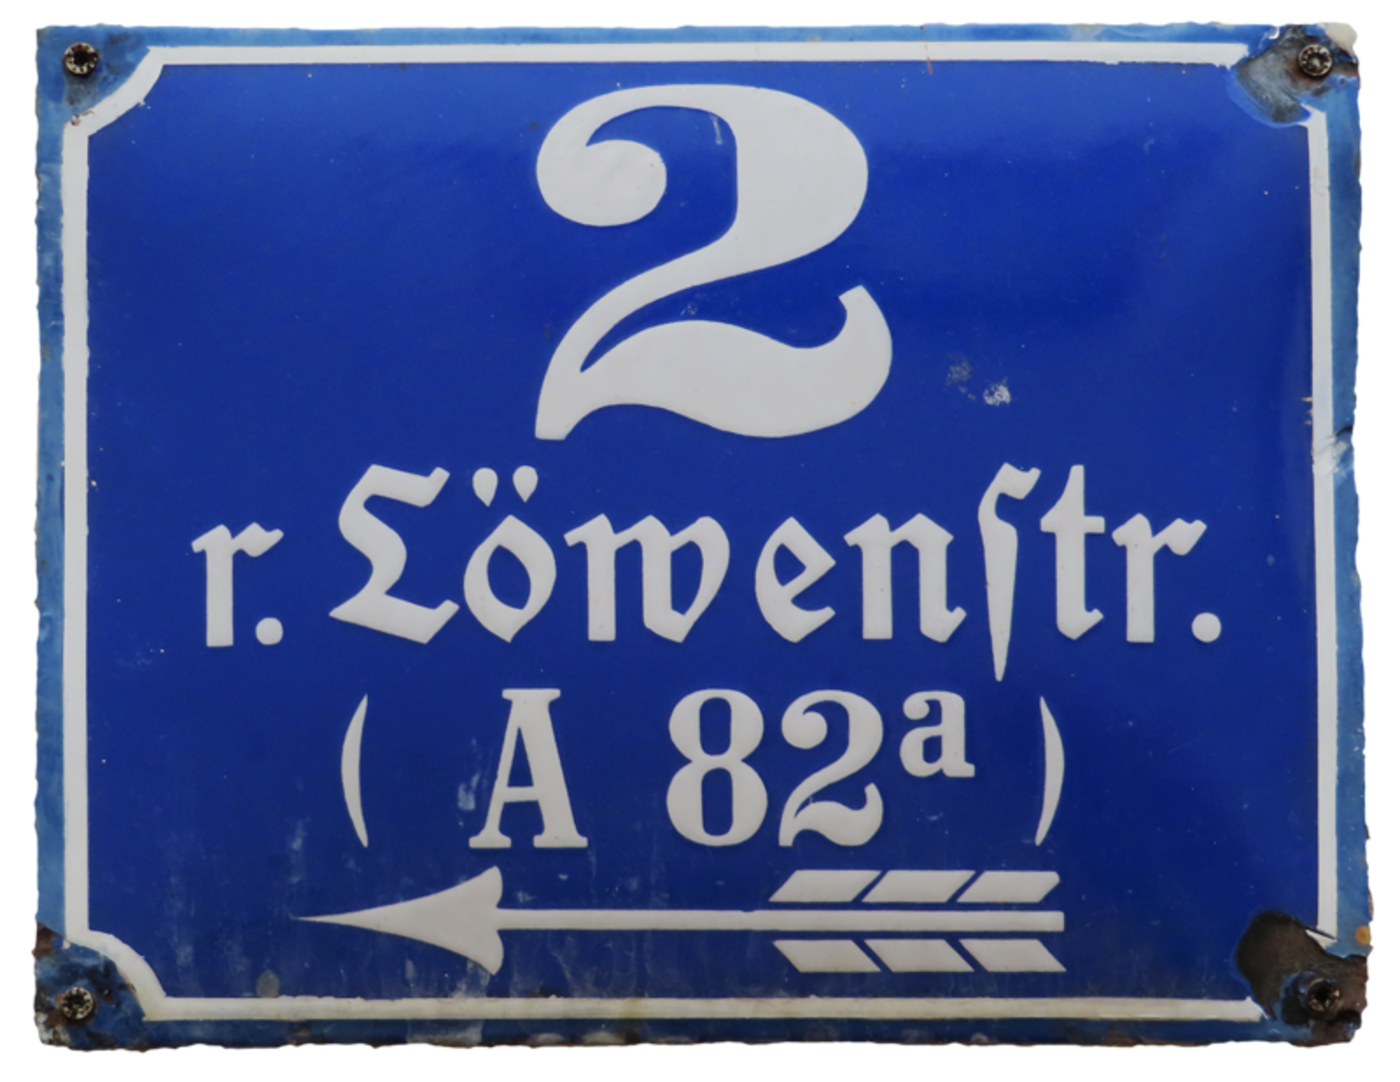 2
r. Löwenſtr.
( A 82ª )